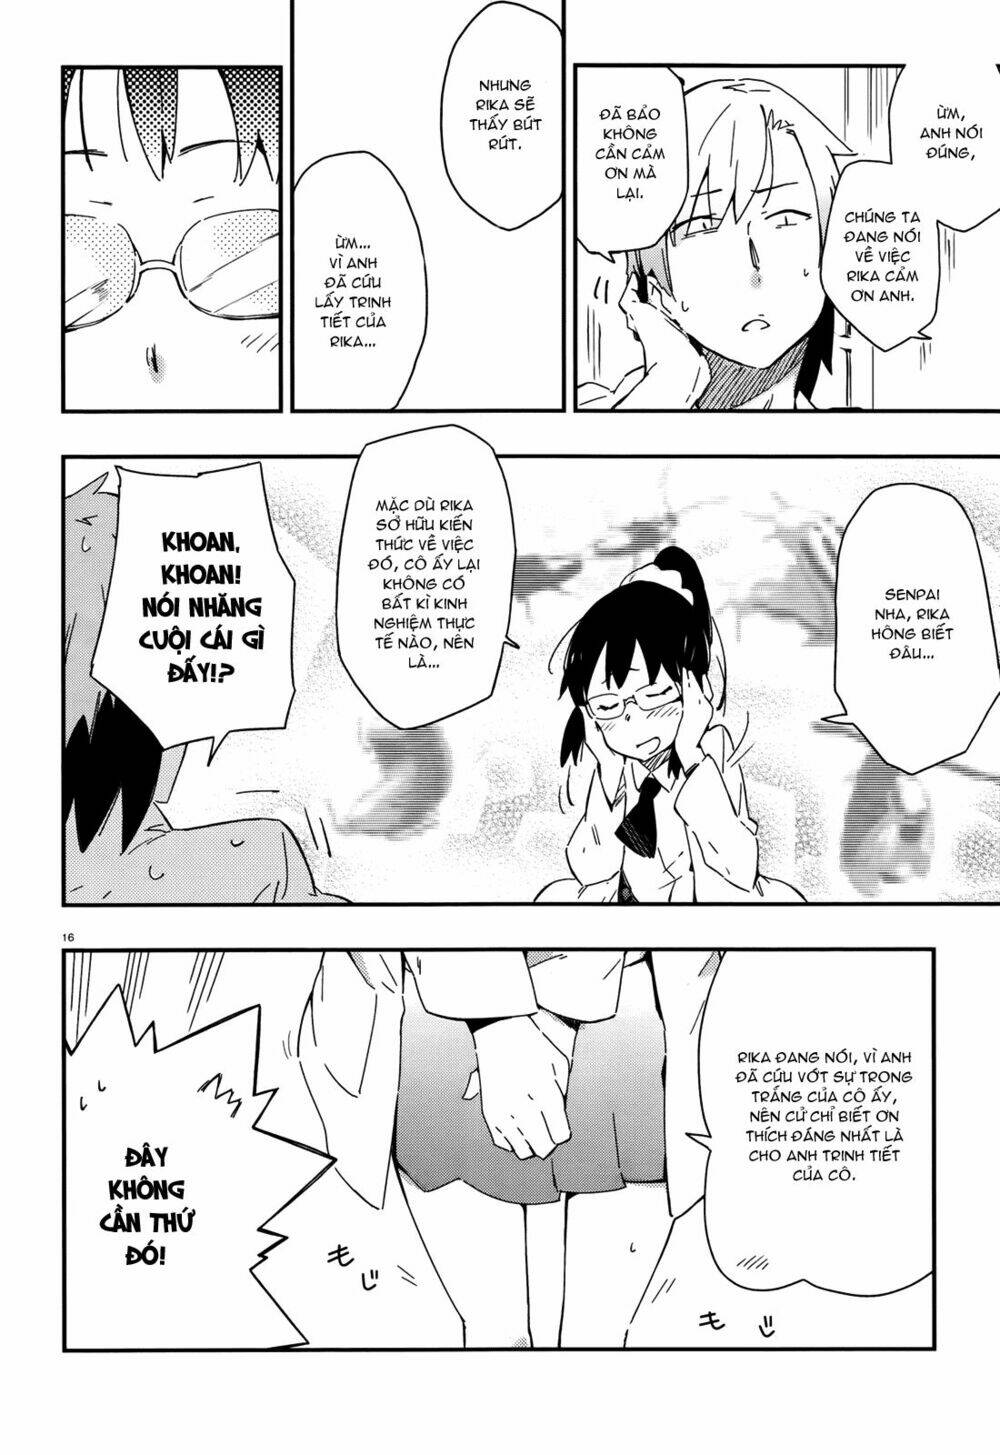 ỪM,
ANH NÓI
ĐÚNG,
CHÚNG TA
ĐANG NÓI
VỀ VIỆC
RIKA CẢM
ƠN ANH.
ĐÃ BẢO
KHÔNG
CẦN CẢM
ƠN MÀ
LẠI.
NHƯNG
RIKA SẼ
THẤY BỨT
RỨT.
ỪM...
VÌ ANH
ĐÃ CỨU
LẤY TRINH
TIẾT CỦA
RIKA...
SENPAI
NHA, RIKA
HÔNG BIẾT
ĐÂU...
MẶC DÙ RIKA
SỞ HỮU KIẾN
THỨC VỀ VIỆC
ĐÓ, CÔ ẤY LẠI
KHÔNG CÓ
BẤT KÌ KINH
NGHIỆM THỰC
TẾ NÀO, NÊN
LÀ...
KHOAN,
KHOAN!
NÓI NHĂNG
CUỘI CÁI GÌ
ĐẤY!?
16
RIKA ĐANG NÓI, VÌ ANH
ĐÃ CỨU VỚT SỰ TRONG
TRẮNG CỦA CÔ ẤY,
NÊN CỬ CHỈ BIẾT ƠN
THÍCH ĐÁNG NHẤT LÀ
CHO ANH TRINH TIẾT
CỦA CÔ.
もじ
もじ
ĐÂY
KHÔNG
CẦN THỨ
ĐÓ!